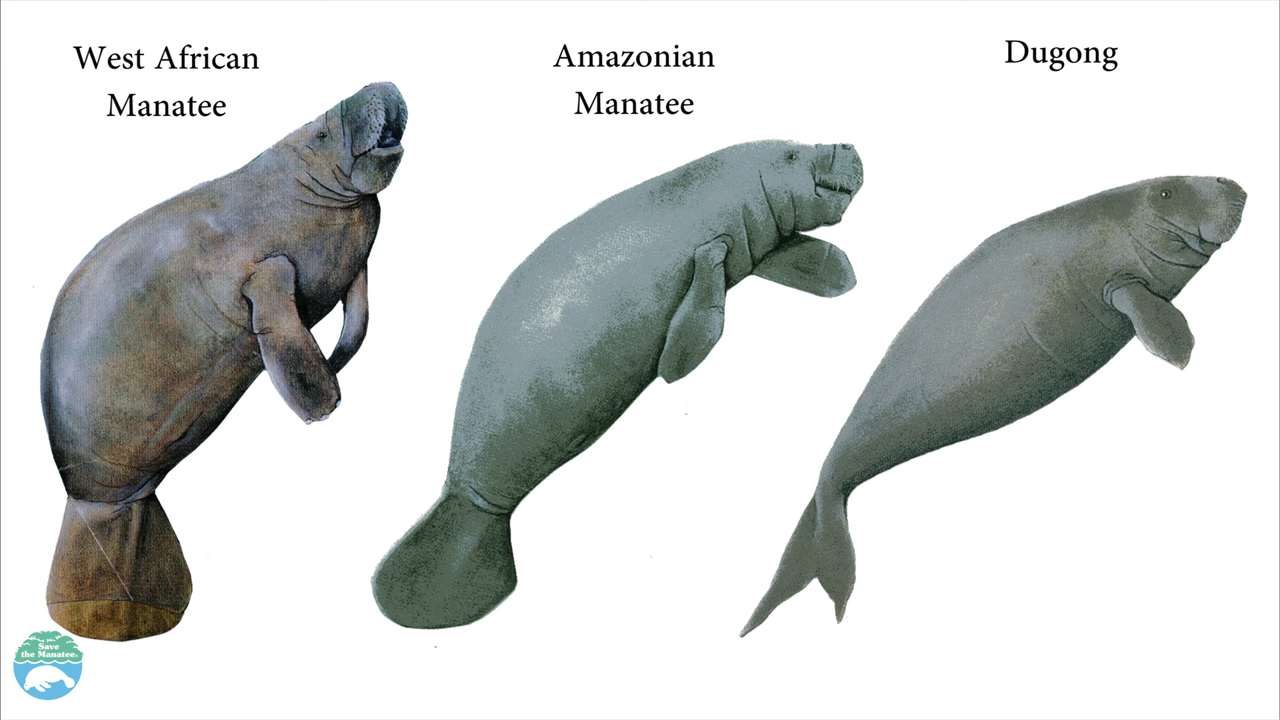 West African
Manatee
Amazonian
Manatee
Dugong
Save
the Manatee